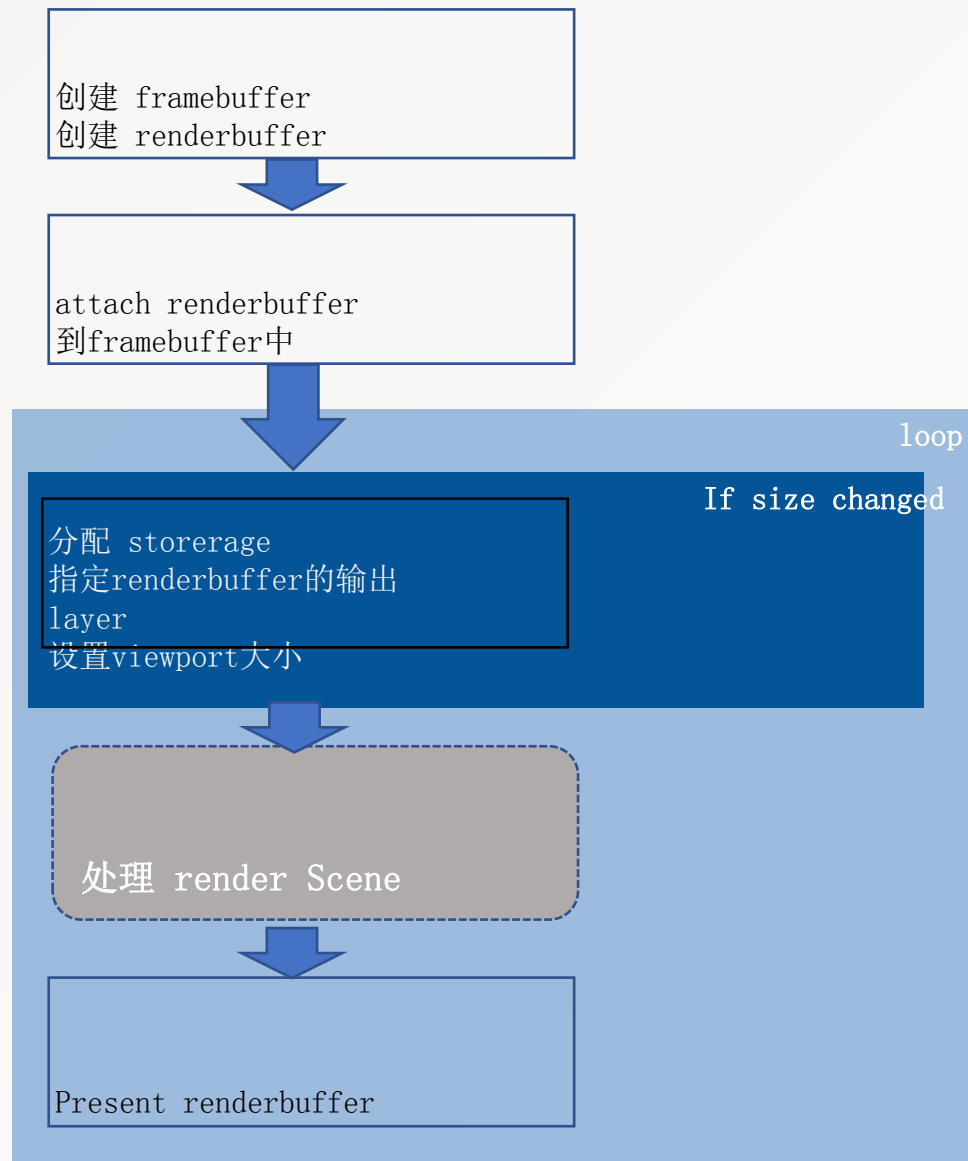 创建 framebuffer
创建 renderbuffer
attach renderbuffer
到framebuffer中
loop
If size changed
分配 storerage
指定renderbuffer的输出
layer
设置viewport大小
处理 render Scene
Present renderbuffer